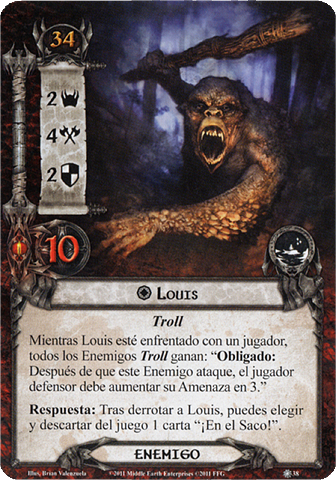 34
2
4
2
10
Louis
Troll
Mientras Louis esté enfrentado con un jugador,
todos los Enemigos Troll ganan: “Obligado:
Después de que este Enemigo ataque, el jugador
defensor debe aumentar su Amenaza en 3.”
Respuesta: Tras derrotar a Louis, puedes elegir
y descartar del juego 1 carta “¡En el Saco!”.
ENEMIGO
Illus. Brian Valenzuela
©2011 Middle Earth Enterprises ©2011 FFG
38